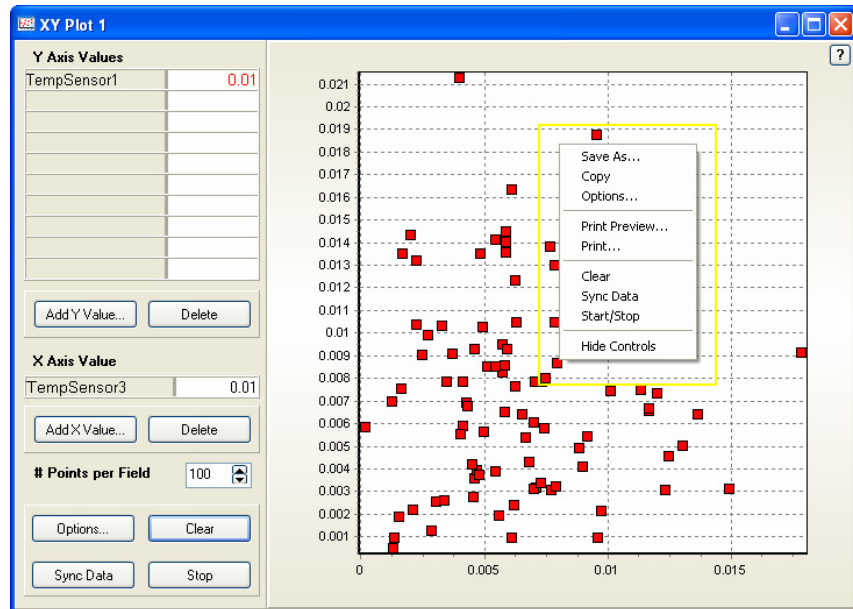 XY Plot 1
?
Y Axis Values
TempSensor1 0.01
Add Y Value... Delete
X Axis Value
TempSensor3 0.01
Add X Value... Delete
# Points per Field 100
Options... Clear
Sync Data Stop
0.021
0.02
0.019
0.018
0.017
0.016
0.015
0.014
0.013
0.012
0.011
0.01
0.009
0.008
0.007
0.006
0.005
0.004
0.003
0.002
0.001
0 0.005 0.01 0.015
Save As...
Copy
Options...
Print Preview...
Print...
Clear
Sync Data
Start/Stop
Hide Controls